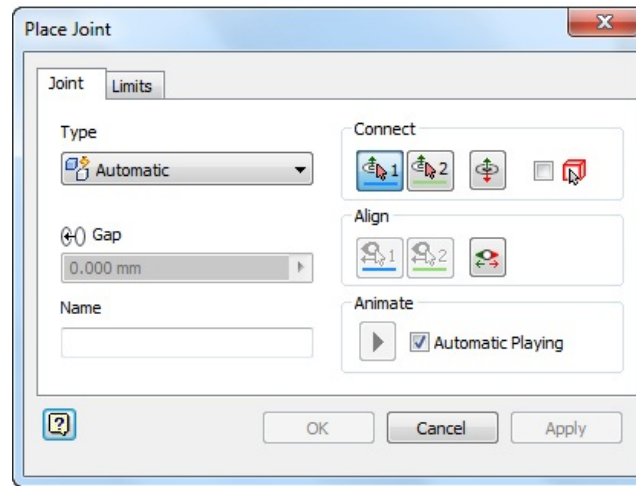 Place Joint
Joint Limits
Type
Automatic
Gap
0.000 mm
Name
Connect
1 2
Align
1 2
Animate
Automatic Playing
? OK Cancel Apply